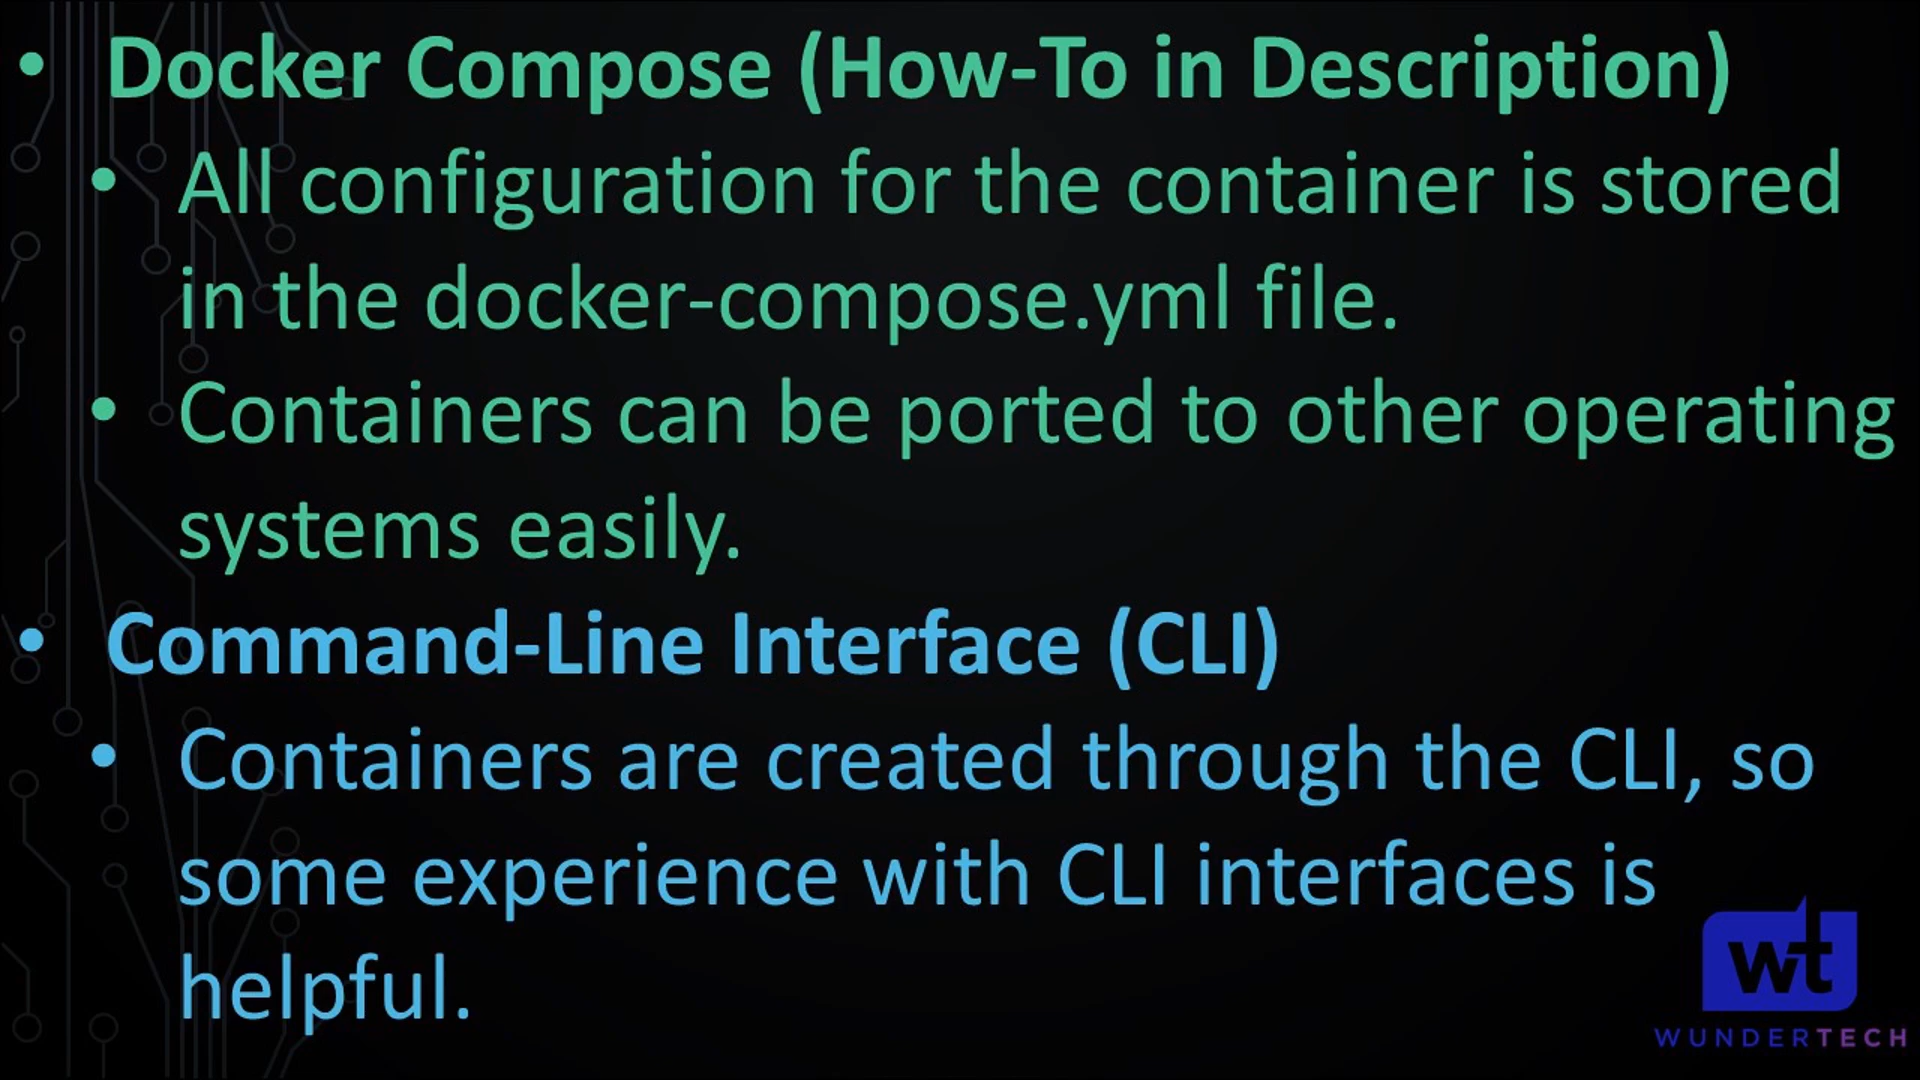 • Docker Compose (How-To in Description)
• All configuration for the container is stored
in the docker-compose.yml file.
• Containers can be ported to other operating
systems easily.
• Command-Line Interface (CLI)
• Containers are created through the CLI, so
some experience with CLI interfaces is
helpful.
wt
WUNDERTECH